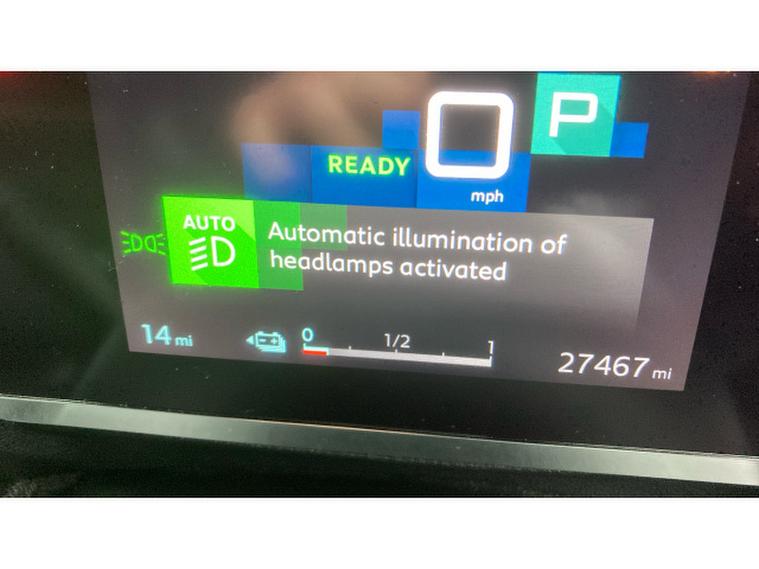 0 P
READY
mph
AUTO
Automatic illumination of
headlamps activated
14 mi
0 1/2 1
27467 mi